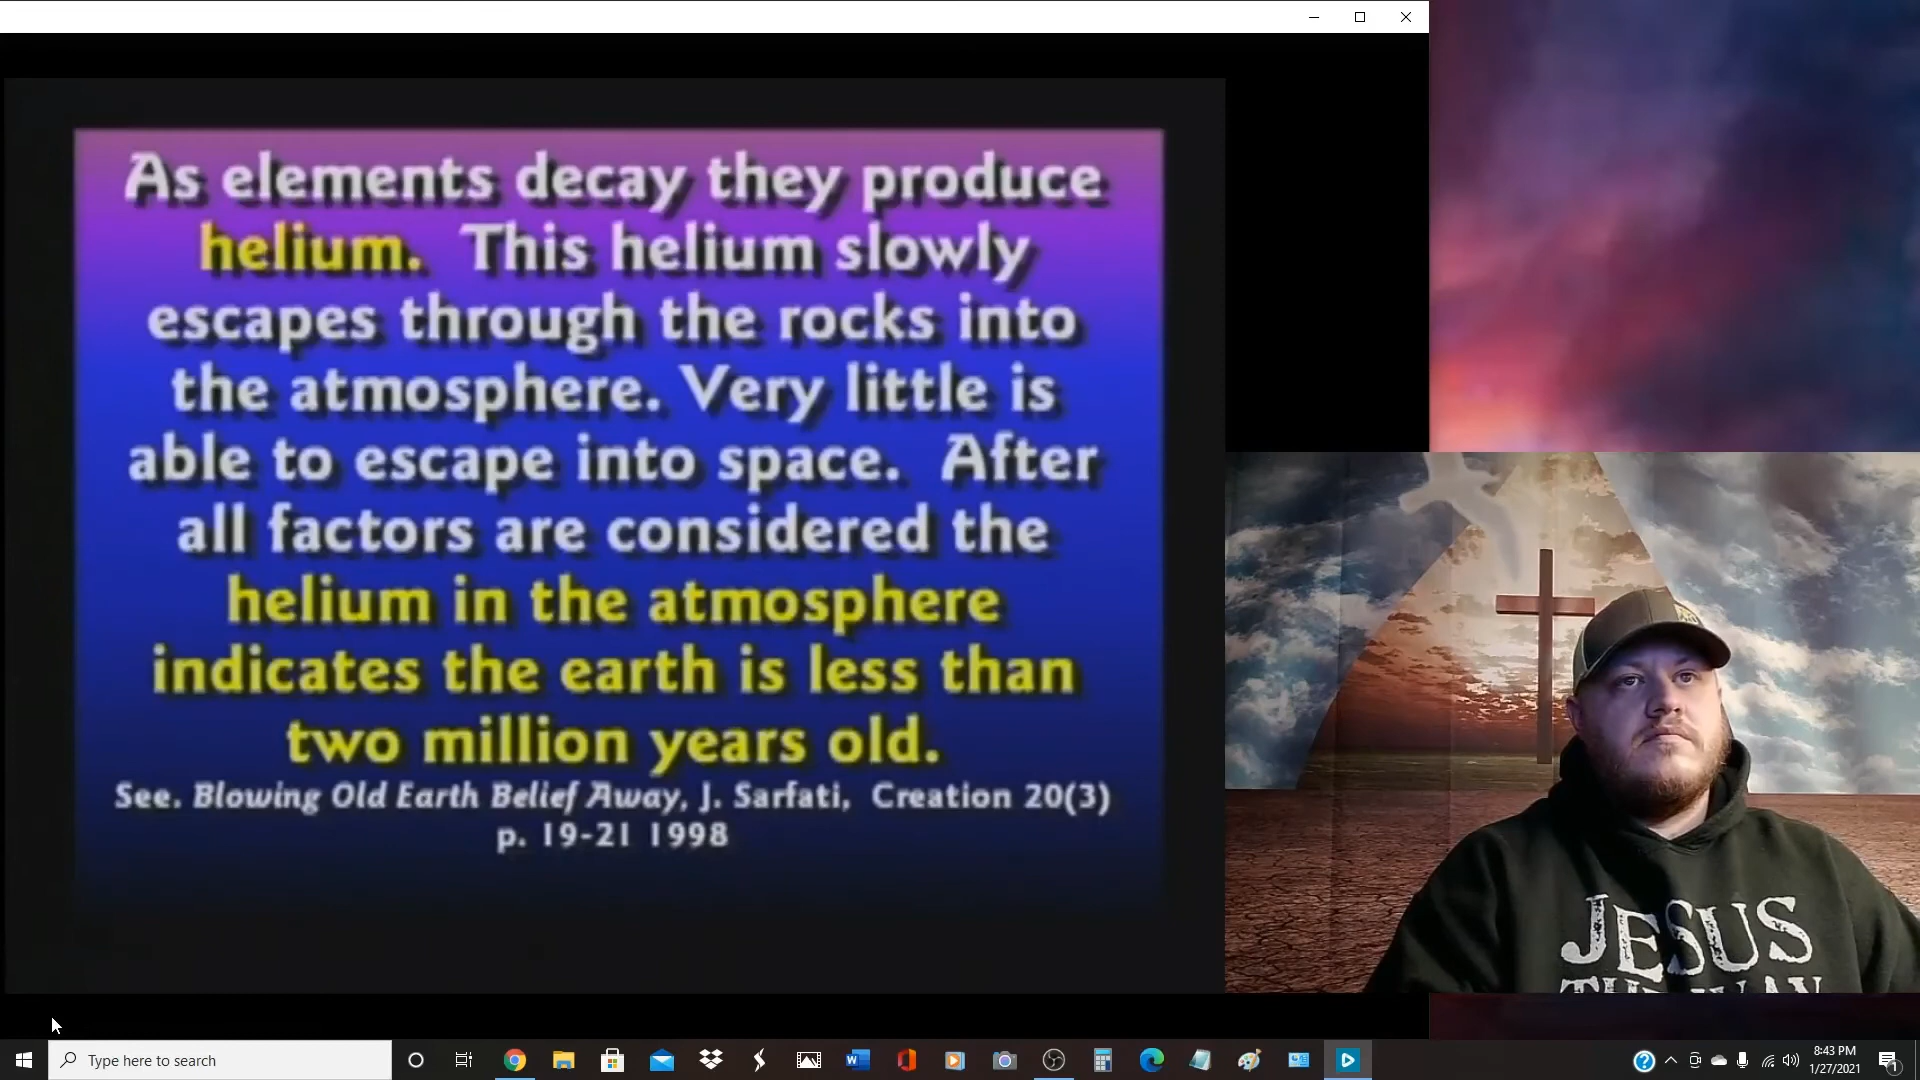 As elements decay they produce
helium. This helium slowly
escapes through the rocks into
the atmosphere. Very little is
able to escape into space. After
all factors are considered the
helium in the atmosphere
indicates the earth is less than
two million years old.
See. Blowing Old Earth Belief Away, J. Sarfati, Creation 20(3)
p. 19-21 1998
JESUS
Type here to search
8:43 PM
1/27/2021